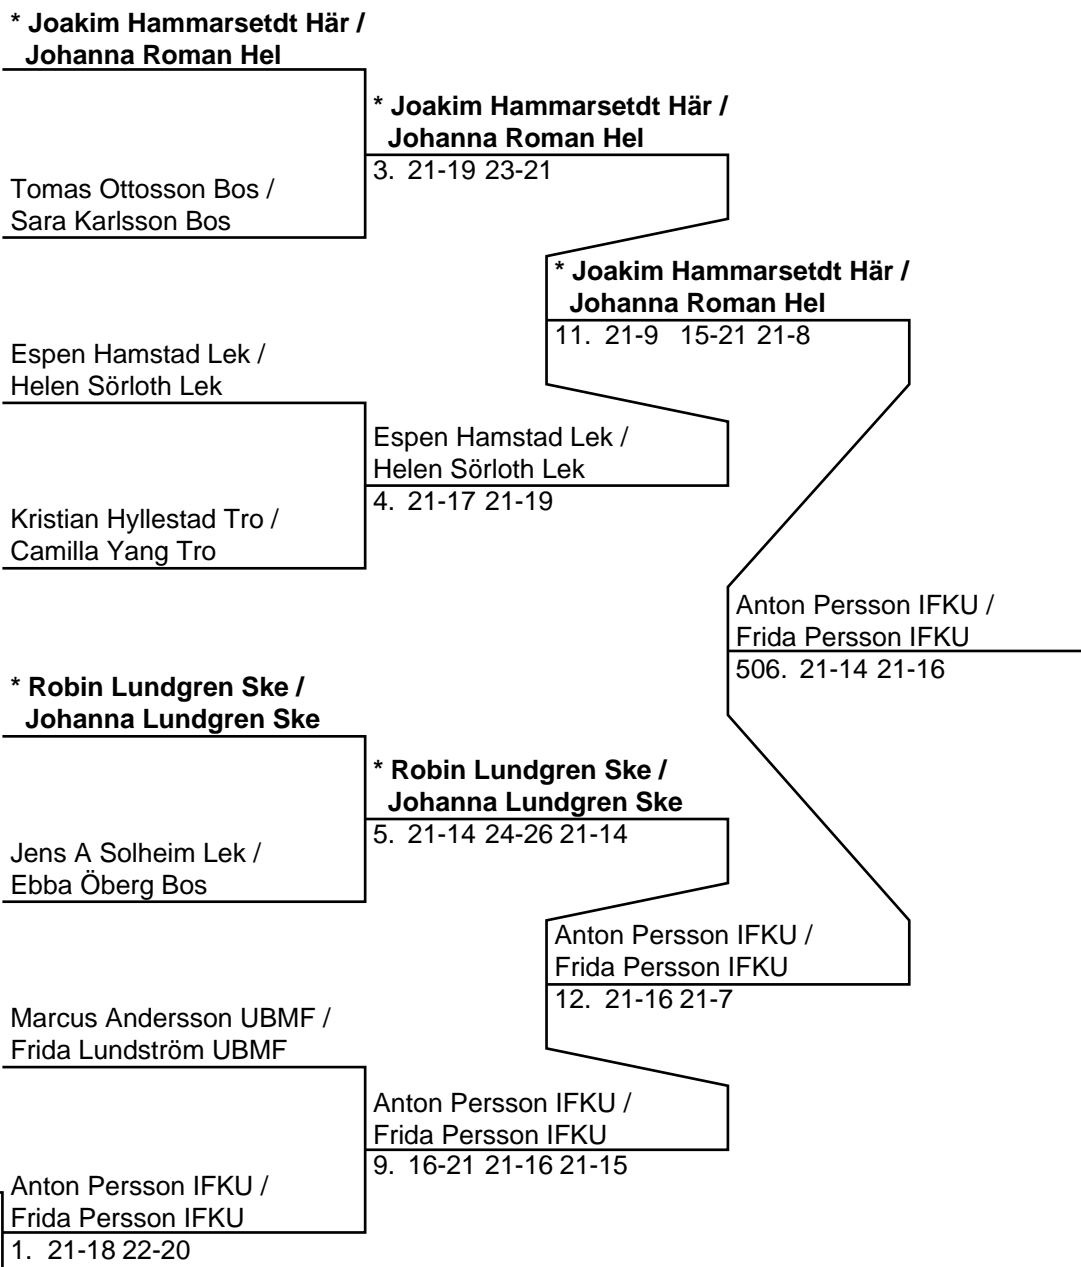 * Joakim Hammarsetdt Här /
Johanna Roman Hel
* Joakim Hammarsetdt Här /
Johanna Roman Hel
3. 21-19 23-21
Tomas Ottosson Bos /
Sara Karlsson Bos
* Joakim Hammarsetdt Här /
Johanna Roman Hel
11. 21-9 15-21 21-8
Espen Hamstad Lek /
Helen Sörloth Lek
Espen Hamstad Lek /
Helen Sörloth Lek
4. 21-17 21-19
Kristian Hyllestad Tro /
Camilla Yang Tro
Anton Persson IFKU /
Frida Persson IFKU
506. 21-14 21-16
* Robin Lundgren Ske /
Johanna Lundgren Ske
* Robin Lundgren Ske /
Johanna Lundgren Ske
5. 21-14 24-26 21-14
Jens A Solheim Lek /
Ebba Öberg Bos
Anton Persson IFKU /
Frida Persson IFKU
12. 21-16 21-7
Marcus Andersson UBMF /
Frida Lundström UBMF
Anton Persson IFKU /
Frida Persson IFKU
9. 16-21 21-16 21-15
Anton Persson IFKU /
Frida Persson IFKU
1. 21-18 22-20